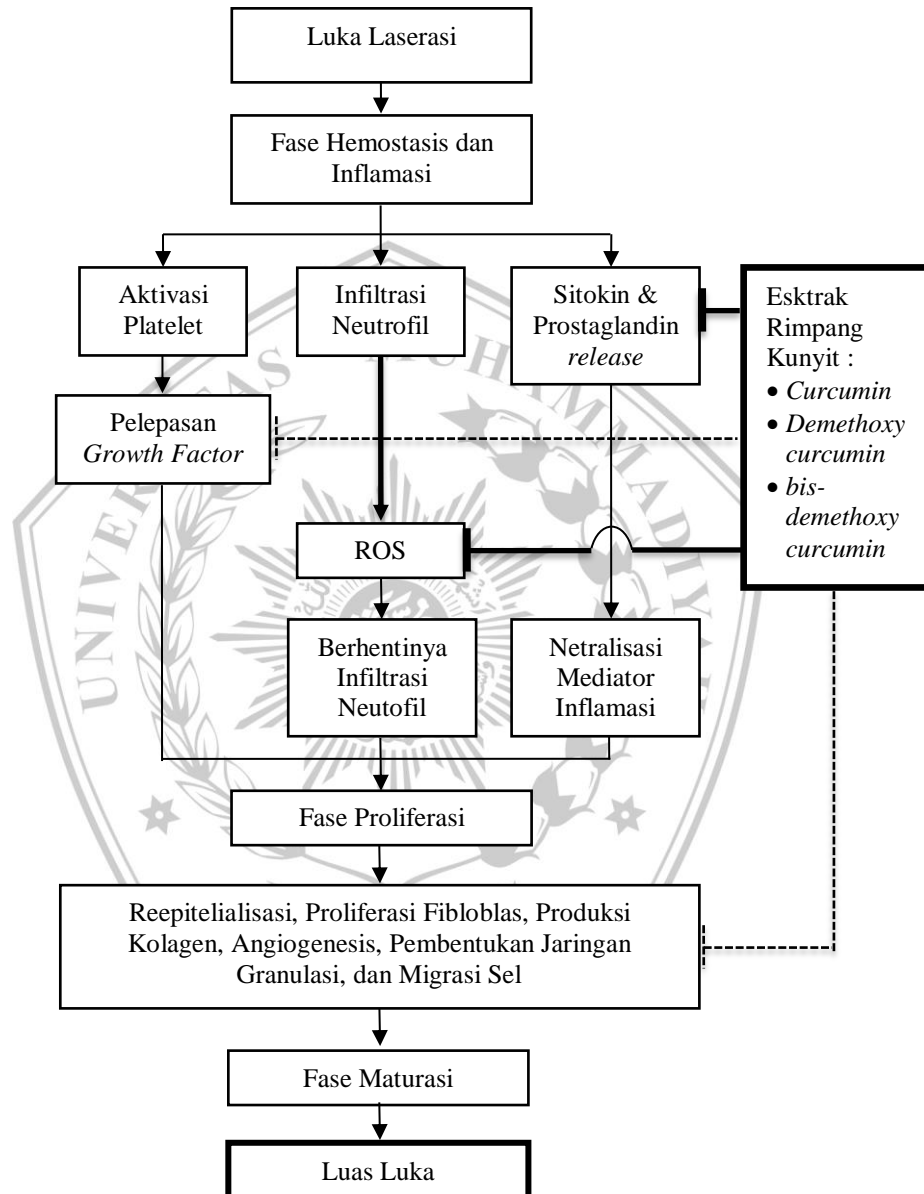 Luka Laserasi
Fase Hemostasis dan
Inflamasi
Aktivasi
Platelet
Infiltrasi
Neutrofil
Sitokin &
Prostaglandin
release
Esktrak
Rimpang
Kunyit :
• Curcumin
• Demethoxy
curcumin
• bis-
demethoxy
curcumin
Pelepasan
Growth Factor
ROS
Berhentinya
Infiltrasi
Neutofil
Netralisasi
Mediator
Inflamasi
Fase Proliferasi
Reepitelialisasi, Proliferasi Fibloblas, Produksi
Kolagen, Angiogenesis, Pembentukan Jaringan
Granulasi, dan Migrasi Sel
Fase Maturasi
Luas Luka
UNIVERSITAS MUHAMMADIYAH